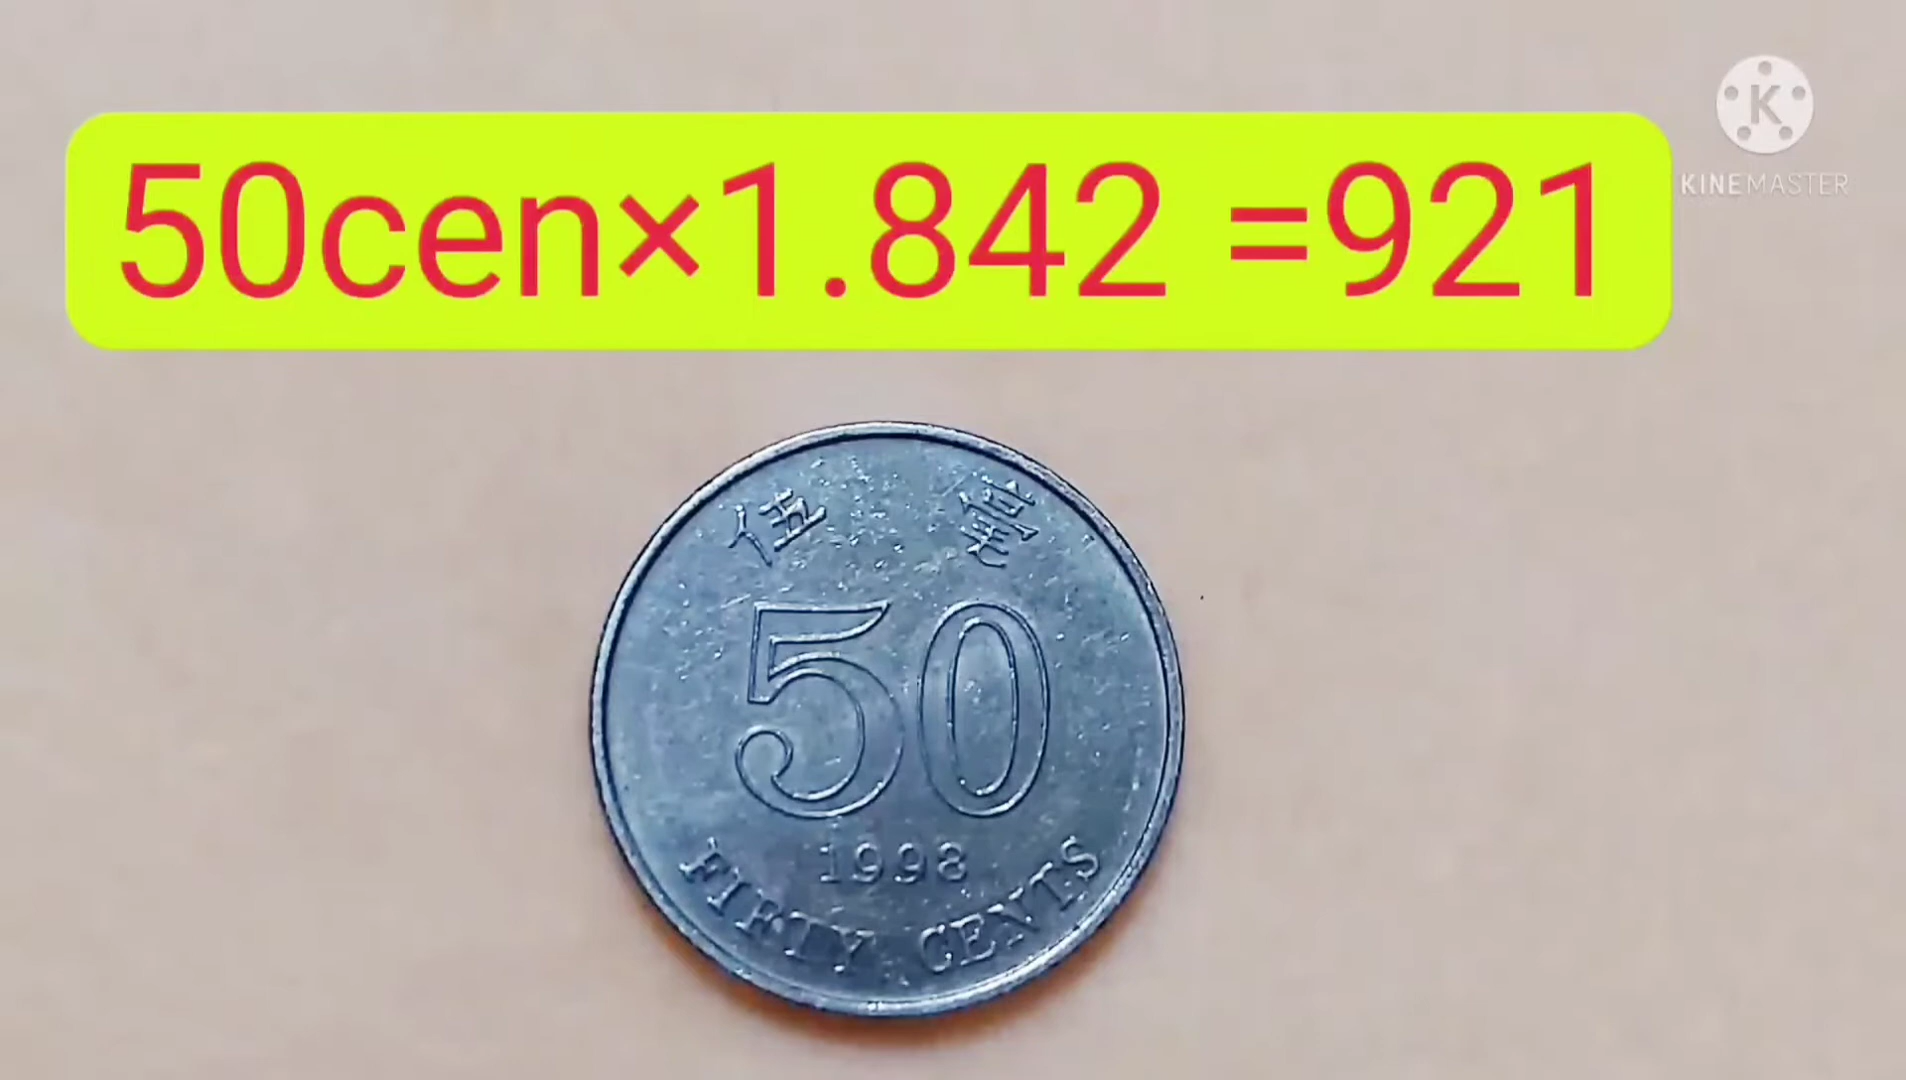 50cen×1.842 =921
K
KINEMASTER
伍 毫
50
1998
FIFTY CENTS